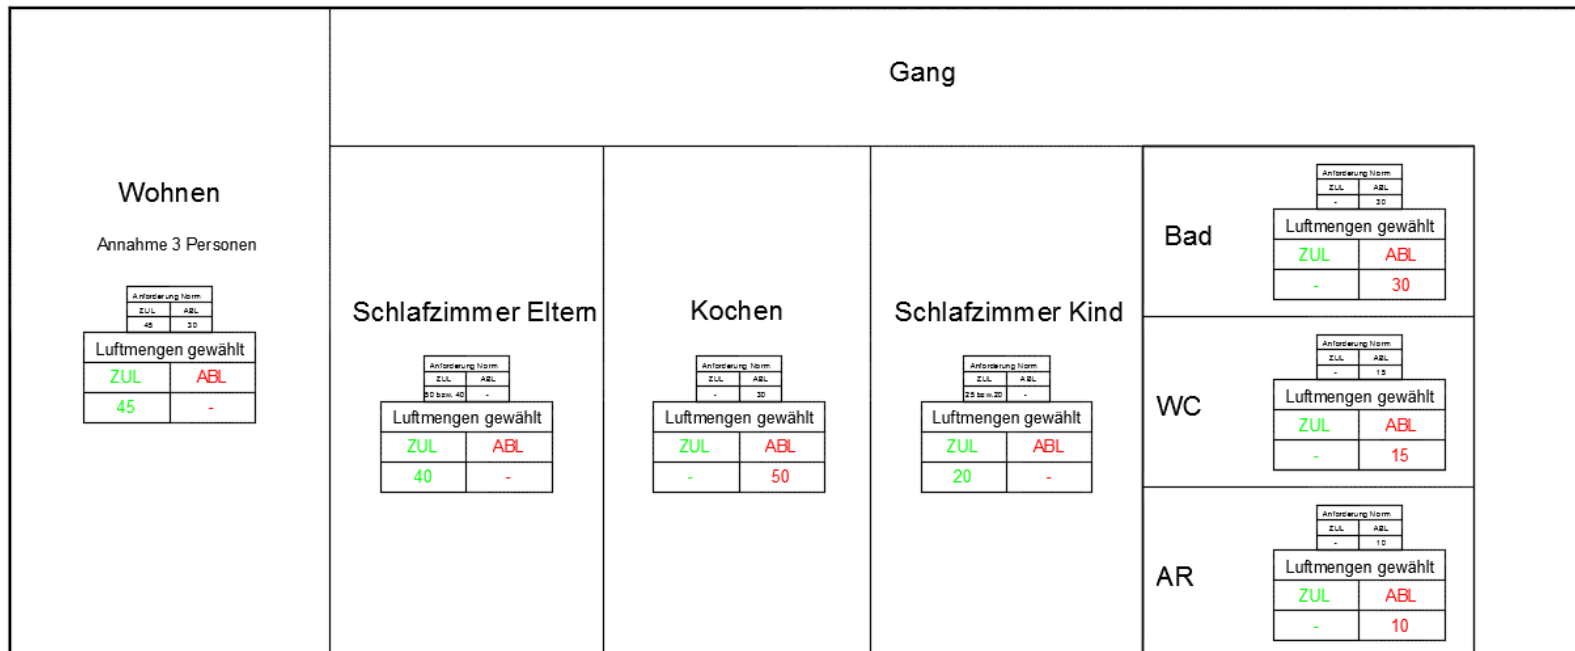 Gang
Wohnen
Annahme 3 Personen
Anforderung Norm
ZUL ABL
45 30
Luftmengen gewählt
ZUL ABL
45 -
Schlafzimmer Eltern
Anforderung Norm
ZUL ABL
50 bzw. 40 -
Luftmengen gewählt
ZUL ABL
40 -
Kochen
Anforderung Norm
ZUL ABL
- 30
Luftmengen gewählt
ZUL ABL
- 50
Schlafzimmer Kind
Anforderung Norm
ZUL ABL
25 bzw.20 -
Luftmengen gewählt
ZUL ABL
20 -
Bad
Anforderung Norm
ZUL ABL
- 30
Luftmengen gewählt
ZUL ABL
- 30
WC
Anforderung Norm
ZUL ABL
- 15
Luftmengen gewählt
ZUL ABL
- 15
AR
Anforderung Norm
ZUL ABL
- 10
Luftmengen gewählt
ZUL ABL
- 10